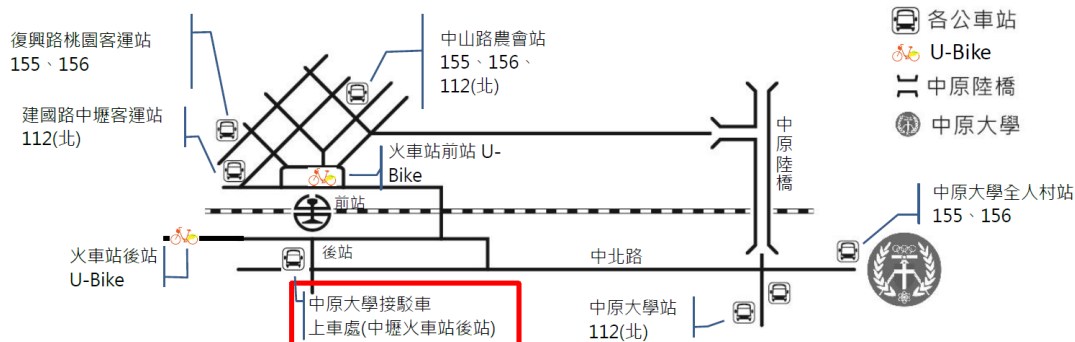 復興路桃園客運站
155、156
建國路中壢客運站
112(北)
中山路農會站
155、156、
112(北)
各公車站
U-Bike
中原陸橋
中原大學
火車站前站 U-
Bike
前站
中原陸橋
中原大學全人村站
155、156
火車站後站
U-Bike
後站
中北路
中原大學接駁車
上車處(中壢火車站後站)
中原大學站
112(北)